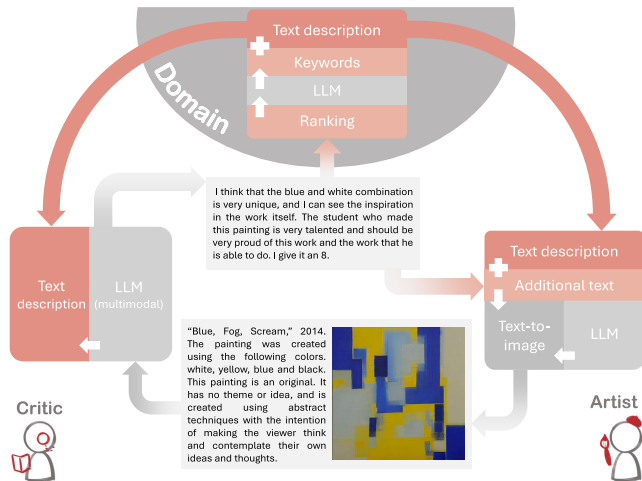 Text description
Keywords
LLM
Ranking
Domain
I think that the blue and white combination
is very unique, and I can see the inspiration
in the work itself. The student who made
this painting is very talented and should be
very proud of this work and the work that he
is able to do. I give it an 8.
Text
description
LLM
(multimodal)
Text description
Additional text
Text-to-
image
LLM
"Blue, Fog, Scream," 2014.
The painting was created
using the following colors.
white, yellow, blue and black.
This painting is an original. It
has no theme or idea, and is
created using abstract
techniques with the intention
of making the viewer think
and contemplate their own
ideas and thoughts.
Critic
Artist